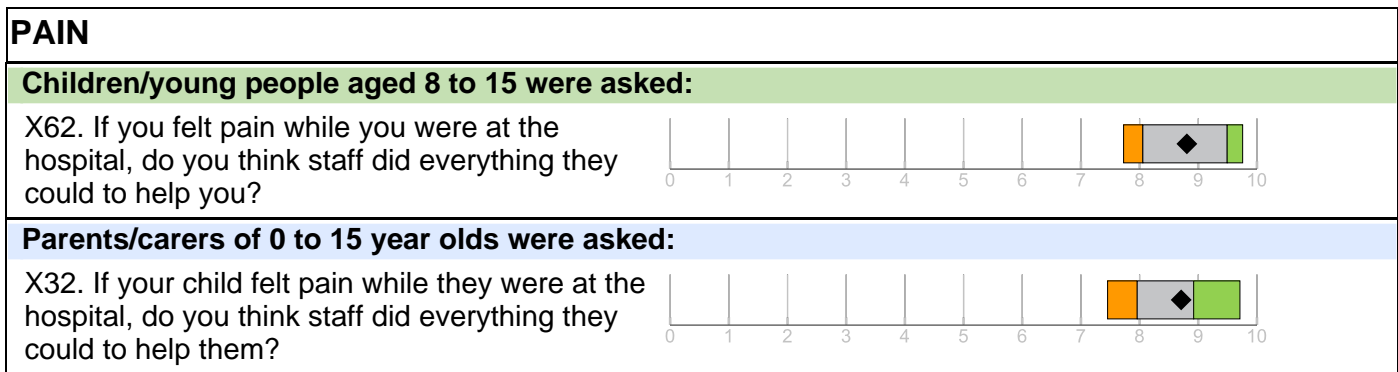 PAIN
Children/young people aged 8 to 15 were asked:
X62. If you felt pain while you were at the
hospital, do you think staff did everything they
could to help you?
0 1 2 3 4 5 6 7 8 9 10
Parents/carers of 0 to 15 year olds were asked:
X32. If your child felt pain while they were at the
hospital, do you think staff did everything they
could to help them?
0 1 2 3 4 5 6 7 8 9 10